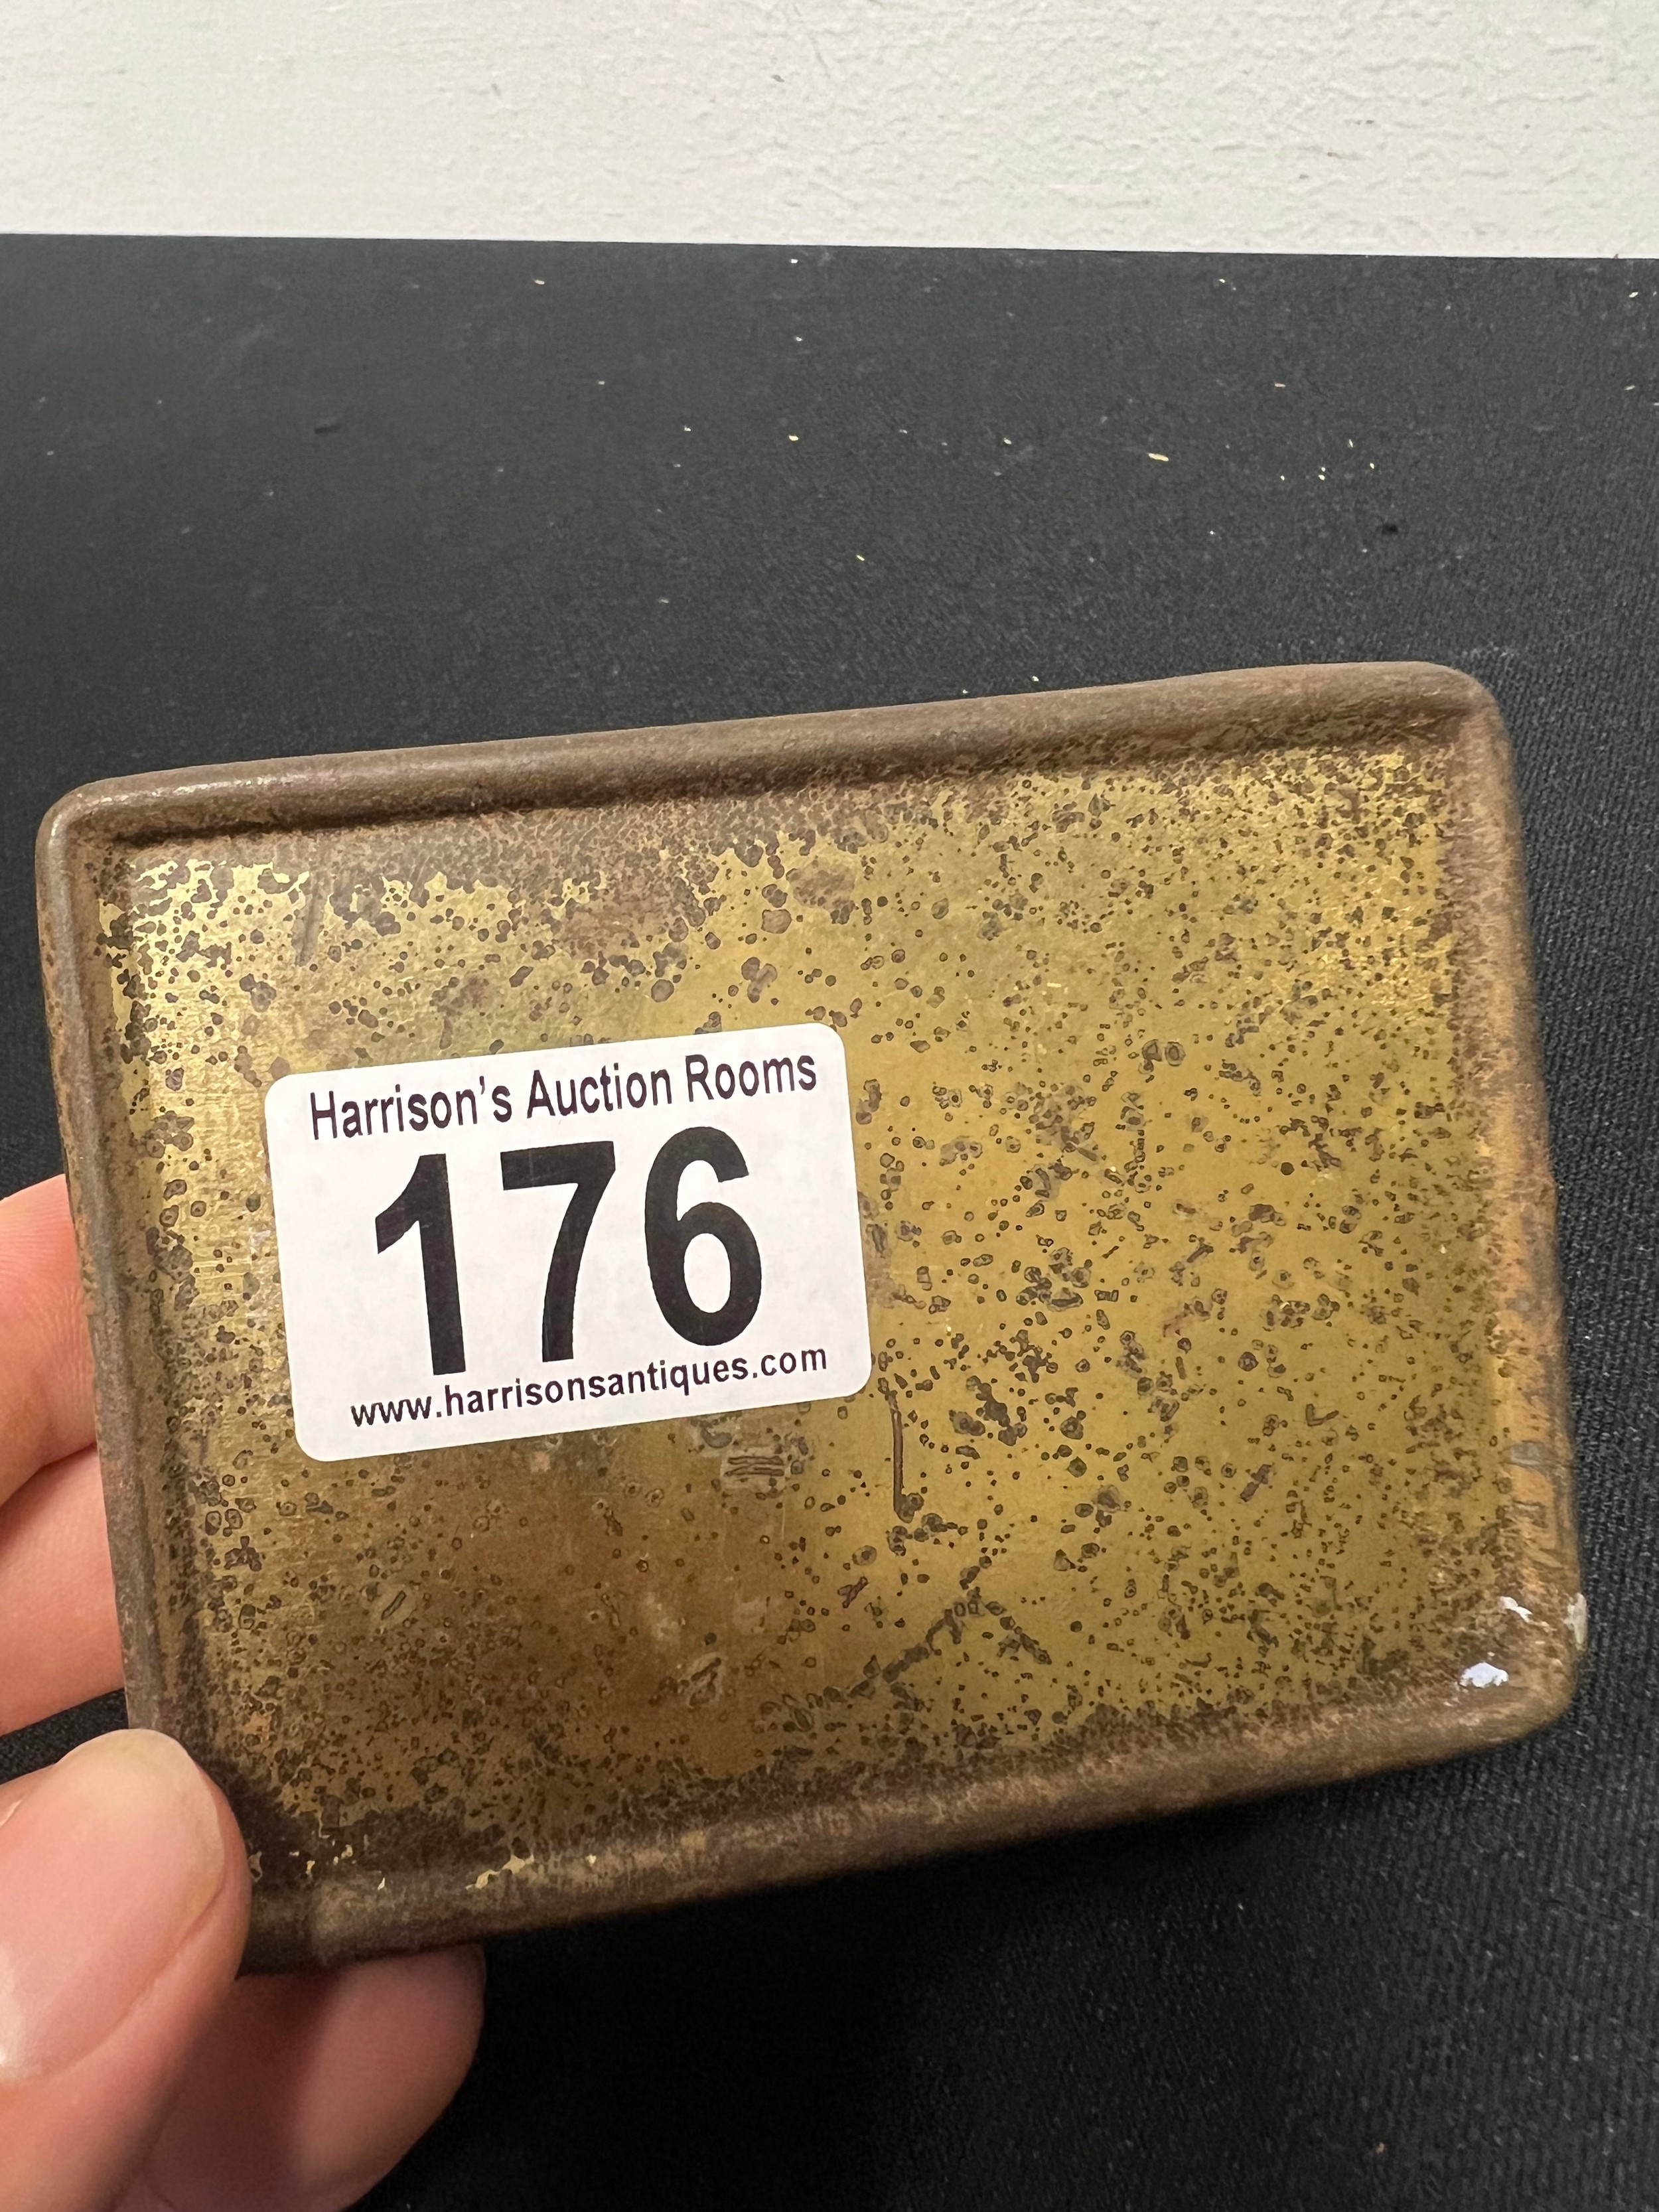 Harrison's Auction Rooms
176
www.harrisonsantiques.com